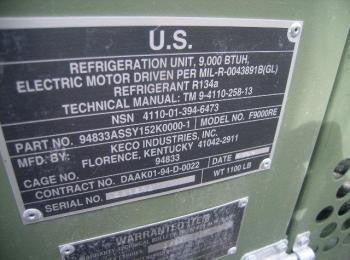 U.S.
REFRIGERATION UNIT, 9,000 BTUH,
ELECTRIC MOTOR DRIVEN PER MIL-R-0043891B(GL)
REFRIGERANT R134a
TECHNICAL MANUAL: TM 9-4110-258-13
NSN 4110-01-394-6473
PART NO. 94833ASSY152K0000-1 MODEL NO. F9000RE
MFD. BY: KECO INDUSTRIES, INC.
FLORENCE, KENTUCKY 41042-2911
CAGE NO. 94833 DATE
CONTRACT NO. DAAK01-94-D-0022 WT 1100 LB
SERIAL NO.
WARRANTED ITEM